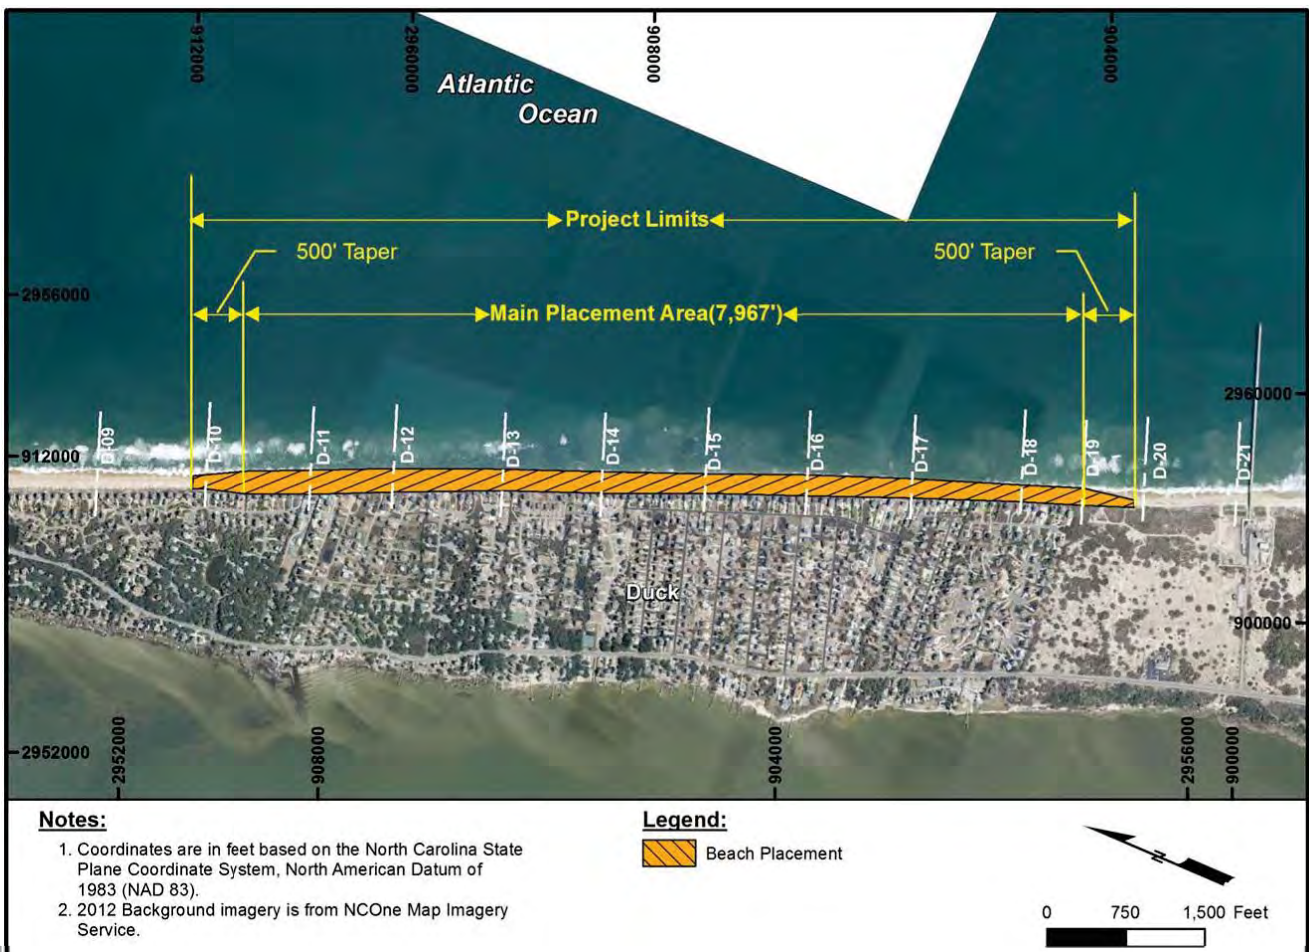 912000
2960000
908000
904000
Atlantic
Ocean
Project Limits
500' Taper
500' Taper
2956000
Main Placement Area(7,967')
2960000
D-09
D-10
D-11
D-12
D-13
D-14
D-15
D-16
D-17
D-18
D-19
D-20
D-21
912000
Duck
900000
2952000
2952000
908000
904000
2956000
900000
Notes:
1. Coordinates are in feet based on the North Carolina State
Plane Coordinate System, North American Datum of
1983 (NAD 83).
2. 2012 Background imagery is from NCOne Map Imagery
Service.
Legend:
Beach Placement
N
0 750 1,500 Feet